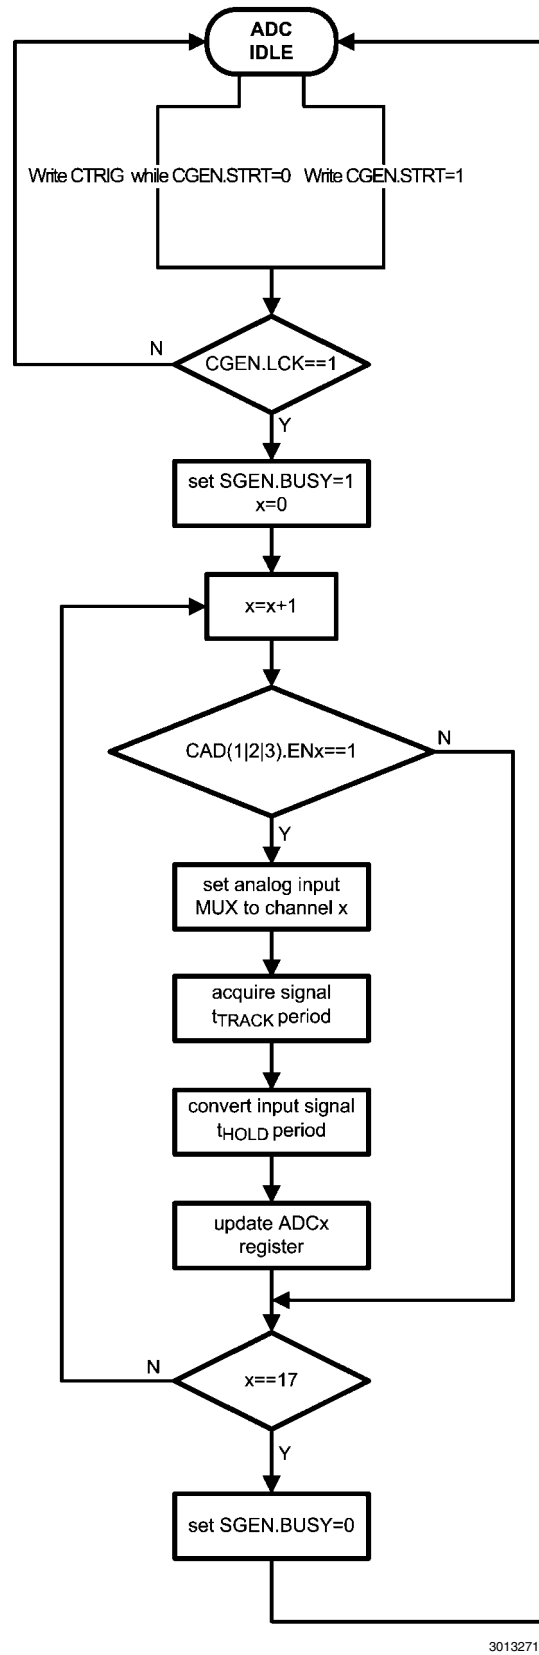 ADC
IDLE
Write CTRIG while CGEN.STRT=0 Write CGEN.STRT=1
CGEN.LCK==1
N
Y
set SGEN.BUSY=1
x=0
x=x+1
CAD(1|2|3).ENx==1
N
Y
set analog input
MUX to channel x
acquire signal
tTRACK period
convert input signal
tHOLD period
update ADCx
register
x==17
N
Y
set SGEN.BUSY=0
3013271